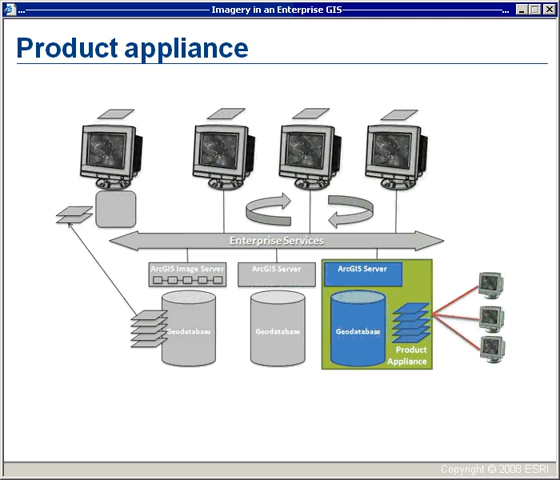 Imagery in an Enterprise GIS
Product appliance
Enterprise Services
ArcGIS Image Server
ArcGIS Server
ArcGIS Server
Geodatabase
Geodatabase
Geodatabase
Product
Appliance
Copyright © 2008 ESRI